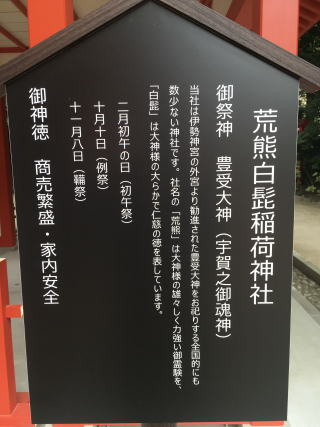 荒熊白髭稲荷神社
御祭神　豊受大神（宇賀之御魂神）
当社は伊勢神宮の外宮より勧進された豊受大神をお祀りする全国的にも
数少ない神社です。社名の「荒熊」は大神様の雄々しく力強い御霊験を、
「白髭」は大神様の大らかで仁慈の徳を表しています。
二月初午の日（初午祭）
十月十日（例祭）
十一月八日（鞴祭）
御神徳　商売繁盛・家内安全